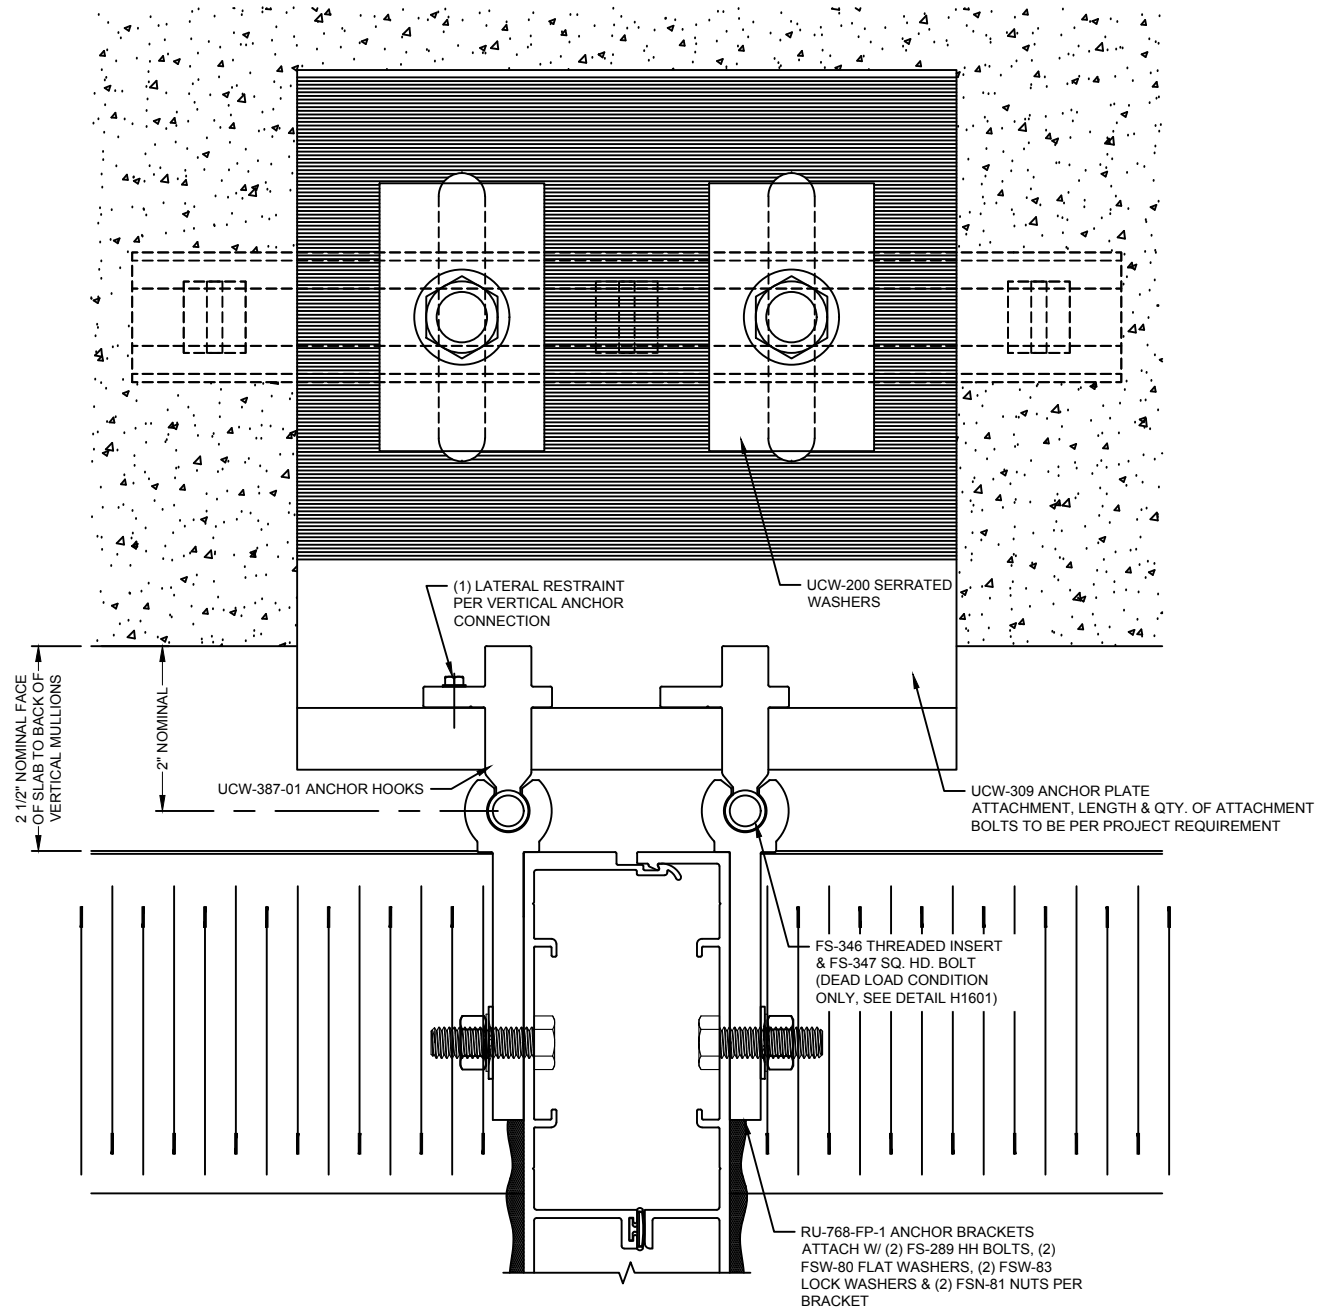 (1) LATERAL RESTRAINT
PER VERTICAL ANCHOR
CONNECTION
UCW-200 SERRATED
WASHERS
2 1/2" NOMINAL FACE
OF SLAB TO BACK OF
VERTICAL MULLIONS
2" NOMINAL
UCW-387-01 ANCHOR HOOKS
UCW-309 ANCHOR PLATE
ATTACHMENT, LENGTH & QTY. OF ATTACHMENT
BOLTS TO BE PER PROJECT REQUIREMENT
FS-346 THREADED INSERT
& FS-347 SQ. HD. BOLT
(DEAD LOAD CONDITION
ONLY, SEE DETAIL H1601)
RU-768-FP-1 ANCHOR BRACKETS
ATTACH W/ (2) FS-289 HH BOLTS, (2)
FSW-80 FLAT WASHERS, (2) FSW-83
LOCK WASHERS & (2) FSN-81 NUTS PER
BRACKET